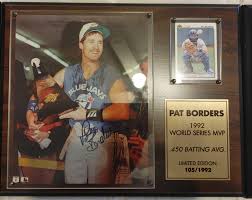 BLUE JAYS
PAT BORDERS
1992
WORLD SERIES MVP
.450 BATTING AVG.
LIMITED EDITION
105/1992